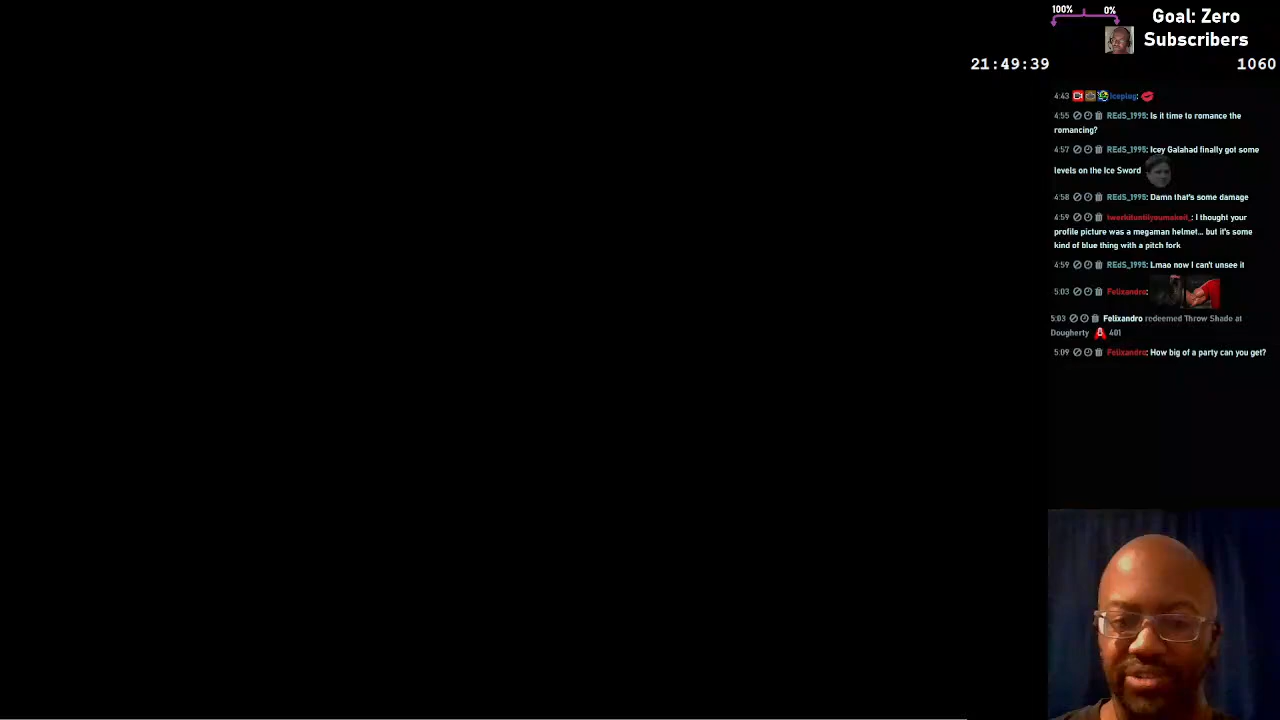 100%
0%
Goal: Zero
Subscribers
21:49:39
1060
4:43 Iceplug:
4:55 REdS_1995: Is it time to romance the
romancing?
4:57 REdS_1995: Icey Galahad finally got some
levels on the Ice Sword
4:58 REdS_1995: Damn that's some damage
4:59 : I thought your
profile picture was a megaman helmet... but it's some
kind of blue thing with a pitch fork
4:59 REdS_1995: Lmao now I can't unsee it
5:03 Felixandro:
5:03 Felixandro redeemed Throw Shade at
Dougherty 401
5:09 Felixandro: How big of a party can you get?